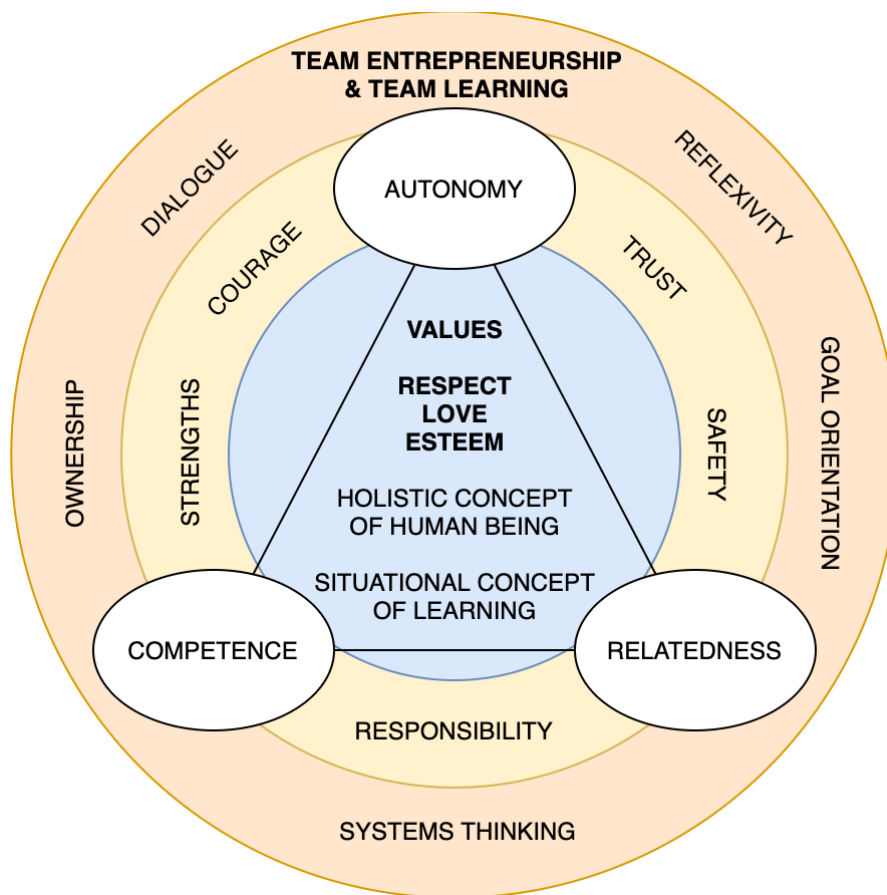 TEAM ENTREPRENEURSHIP
& TEAM LEARNING
DIALOGUE
REFLEXIVITY
AUTONOMY
COURAGE
TRUST
VALUES
RESPECT
LOVE
ESTEEM
OWNERSHIP
STRENGTHS
SAFETY
GOAL ORIENTATION
HOLISTIC CONCEPT
OF HUMAN BEING
SITUATIONAL CONCEPT
OF LEARNING
COMPETENCE
RELATEDNESS
RESPONSIBILITY
SYSTEMS THINKING